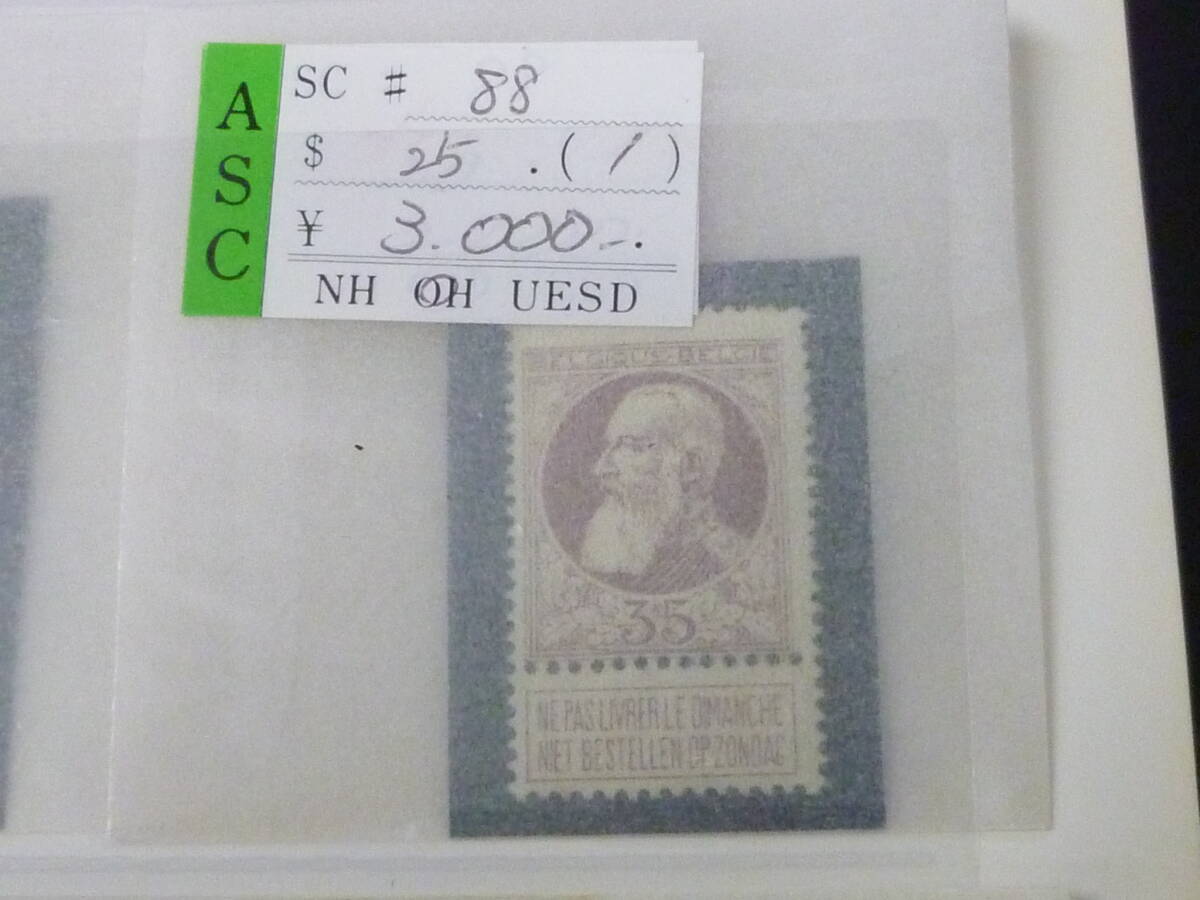 ASC
SC # 88
$ 25 .( 1 )
¥ 3.000-.
NH OH UESD
BELGIQUE-BELGIE
35
NE PAS LIVRER LE DIMANCHE
NIET BESTELLEN OP ZONDAG